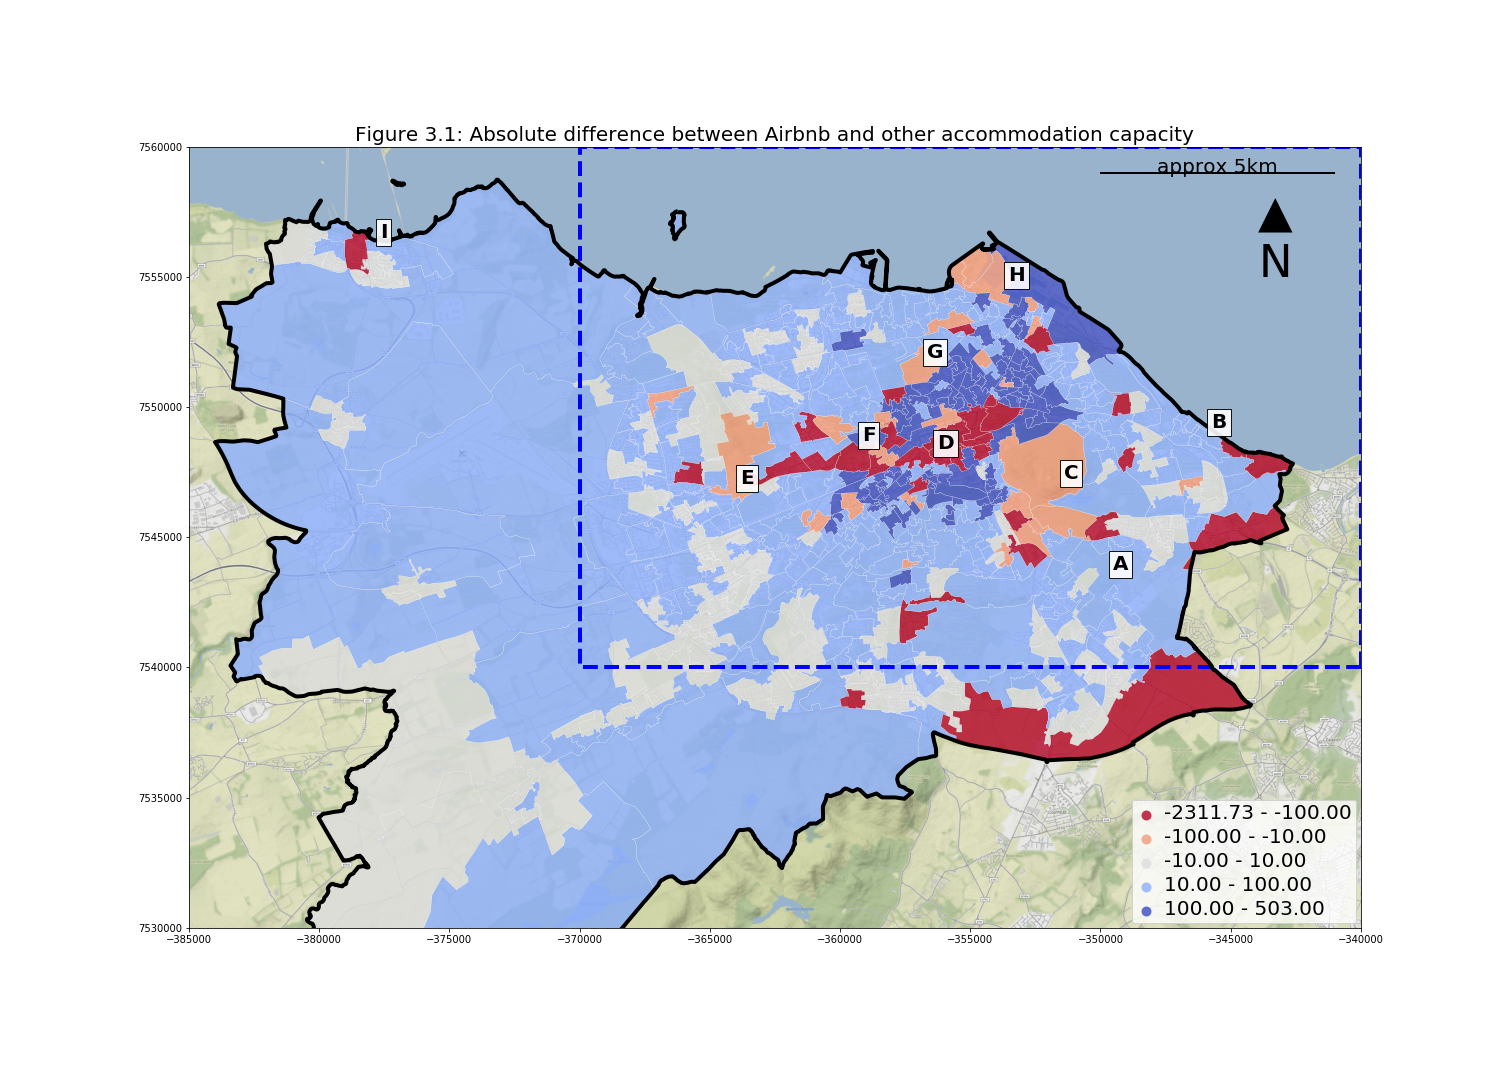 Figure 3.1: Absolute difference between Airbnb and other accommodation capacity
7560000
approx 5km
I
N
7555000
H
G
7550000
B
F
D
E
C
7545000
A
7540000
7535000
-2311.73 - -100.00
-100.00 - -10.00
-10.00 - 10.00
10.00 - 100.00
100.00 - 503.00
7530000
−385000 −380000 −375000 −370000 −365000 −360000 −355000 −350000 −345000 −340000